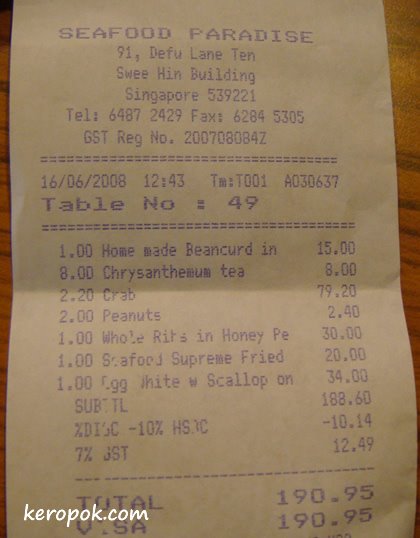 SEAFOOD PARADISE
91, Defu Lane Ten
Swee Hin Building
Singapore 539221
Tel: 6487 2429 Fax: 6284 5305
GST Reg No. 200708084Z
16/06/2008 12:43 Tm:T001 A030637
Table No : 49
1.00 Home made Beancurd in 15.00
8.00 Chrysanthemum tea 8.00
2.20 Crab 79.20
2.00 Peanuts 2.40
1.00 Whole Ribs in Honey Pe 30.00
1.00 Seafood Supreme Fried 20.00
1.00 Egg White w Scallop on 34.00
SUBTTL 188.60
%DISC -10% HSBC -10.14
7% GST 12.49
TOTAL 190.95
VISA 190.95
keropok.com